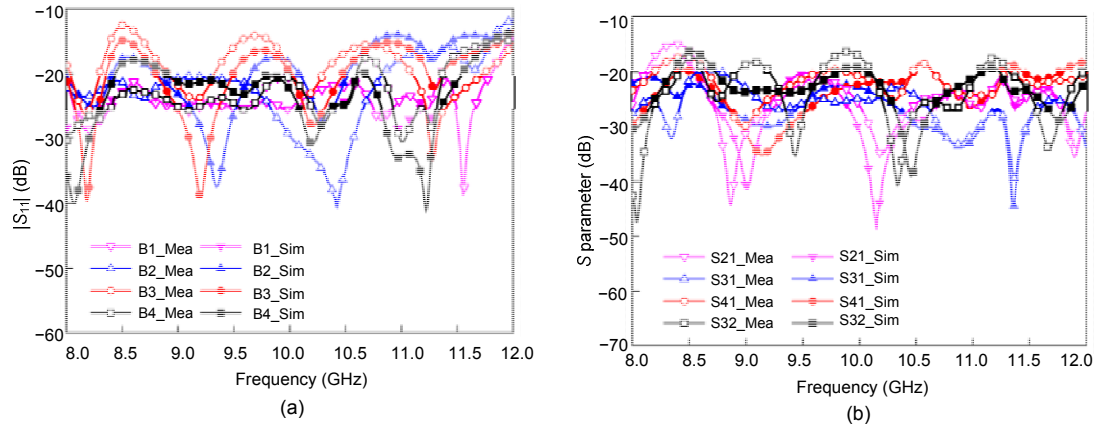 −10
−20
−30
−40
−50
−60
|S11| (dB)
B1_Mea B1_Sim
B2_Mea B2_Sim
B3_Mea B3_Sim
B4_Mea B4_Sim
8.0 8.5 9.0 9.5 10.0 10.5 11.0 11.5 12.0
Frequency (GHz)
(a)
−10
−20
−30
−40
−50
−60
−70
S parameter (dB)
S21_Mea S21_Sim
S31_Mea S31_Sim
S41_Mea S41_Sim
S32_Mea S32_Sim
8.0 8.5 9.0 9.5 10.0 10.5 11.0 11.5 12.0
Frequency (GHz)
(b)